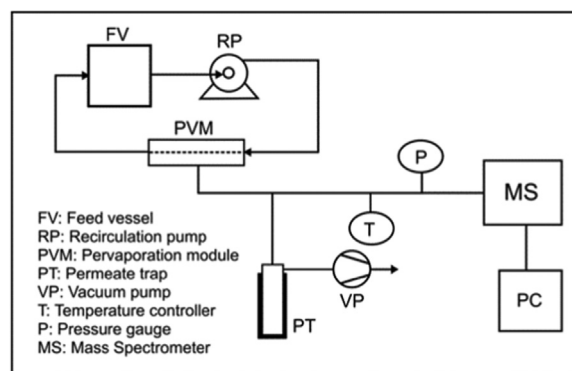 FV
RP
PVM
P
MS
T
PC
VP
PT
FV: Feed vessel
RP: Recirculation pump
PVM: Pervaporation module
PT: Permeate trap
VP: Vacuum pump
T: Temperature controller
P: Pressure gauge
MS: Mass Spectrometer